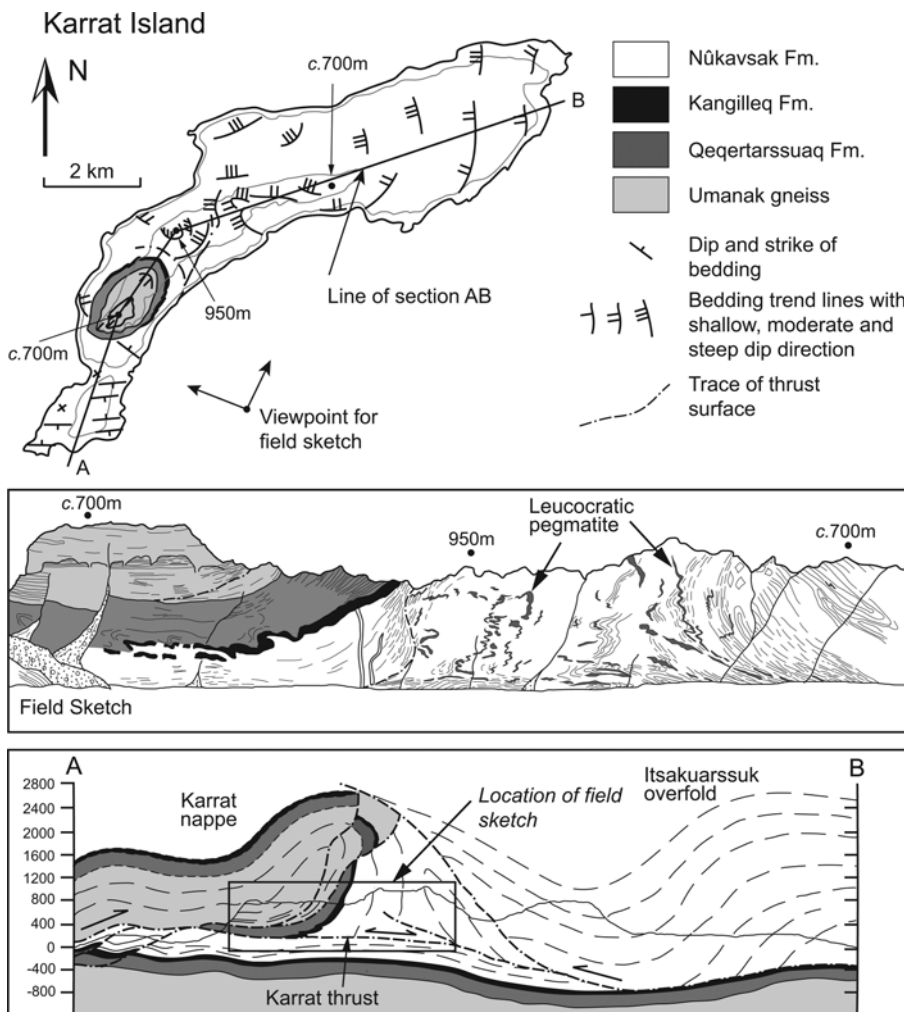 Karrat Island
N
2 km
c.700m
B
950m
c.700m
Line of section AB
Viewpoint for
field sketch
A
Nûkavsak Fm.
Kangilleq Fm.
Qeqertarssuaq Fm.
Umanak gneiss
Dip and strike of
bedding
Bedding trend lines with
shallow, moderate and
steep dip direction
Trace of thrust
surface
c.700m
Leucocratic
pegmatite
950m
c.700m
Field Sketch
A
B
2800
2400
2000
1600
1200
800
400
0
-400
-800
Karrat
nappe
Location of field
sketch
Itsakuarssuk
overfold
Karrat thrust